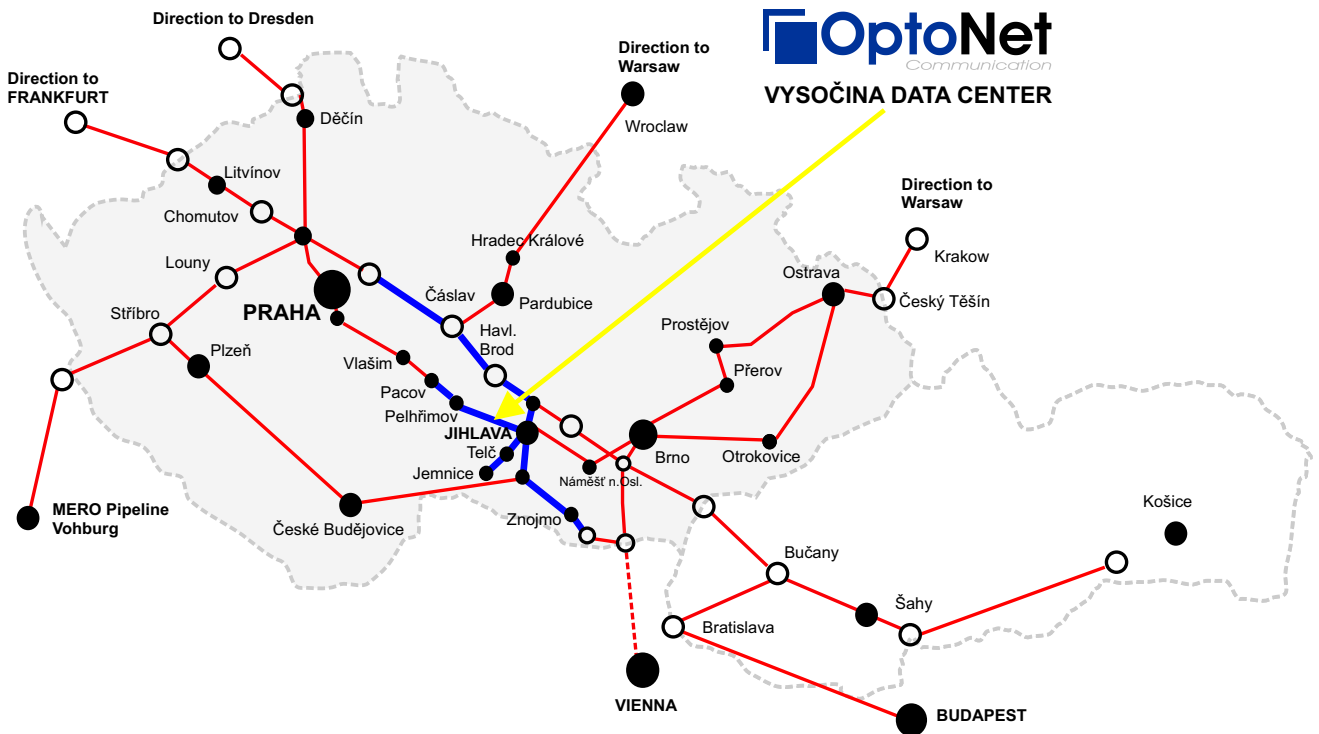 Direction to Dresden
OptoNet
Communication
VYSOČINA DATA CENTER
Direction to
Warsaw
Direction to
FRANKFURT
Děčín
Wroclaw
Litvínov
Direction to
Warsaw
Chomutov
Hradec Králové
Krakow
Louny
Ostrava
Čáslav
Pardubice
Český Těšín
PRAHA
Stříbro
Havl.
Brod
Prostějov
Plzeň
Vlašim
Přerov
Pacov
Pelhřimov
JIHLAVA
Telč
Brno
Otrokovice
Jemnice
Náměšť n.Osl.
MERO Pipeline
Vohburg
České Budějovice
Znojmo
Košice
Bučany
Šahy
Bratislava
VIENNA
BUDAPEST